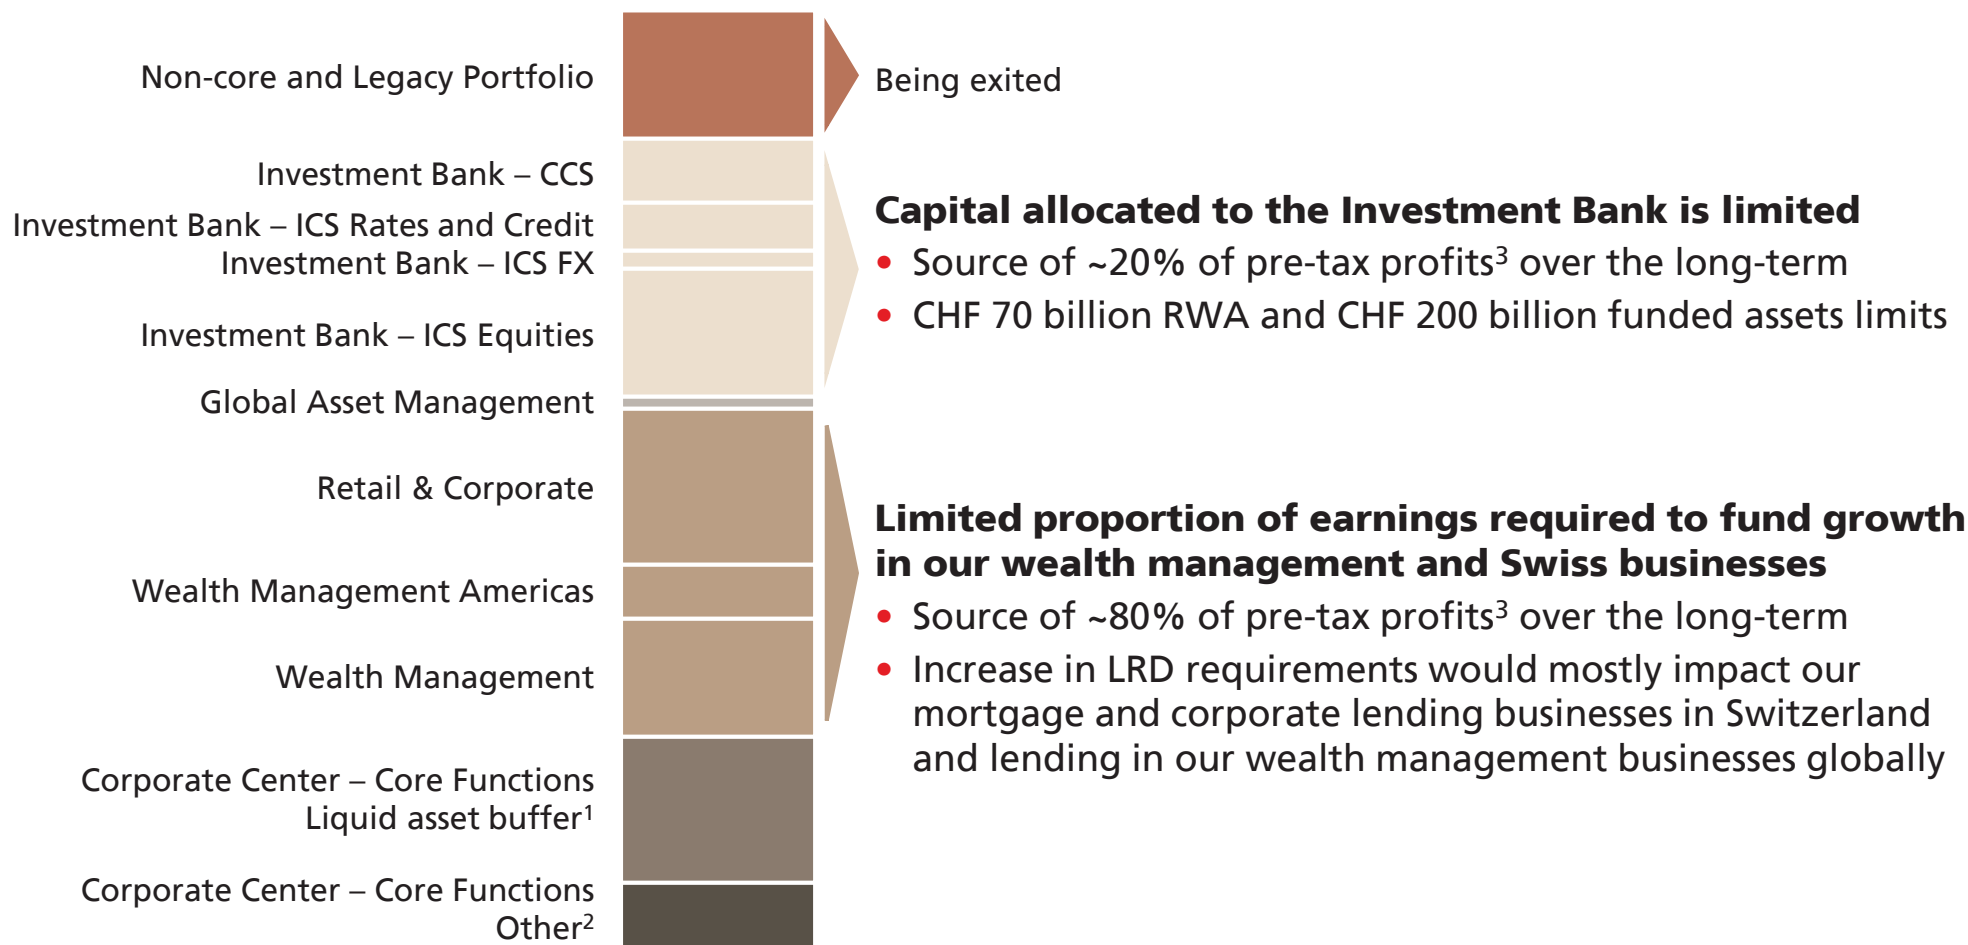 Non-core and Legacy Portfolio
Being exited
Investment Bank – CCS
Investment Bank – ICS Rates and Credit
Investment Bank – ICS FX
Investment Bank – ICS Equities
Capital allocated to the Investment Bank is limited
• Source of ~20% of pre-tax profits³ over the long-term
• CHF 70 billion RWA and CHF 200 billion funded assets limits
Global Asset Management
Retail & Corporate
Wealth Management Americas
Wealth Management
Limited proportion of earnings required to fund growth
in our wealth management and Swiss businesses
• Source of ~80% of pre-tax profits³ over the long-term
• Increase in LRD requirements would mostly impact our
mortgage and corporate lending businesses in Switzerland
and lending in our wealth management businesses globally
Corporate Center – Core Functions
Liquid asset buffer¹
Corporate Center – Core Functions
Other²